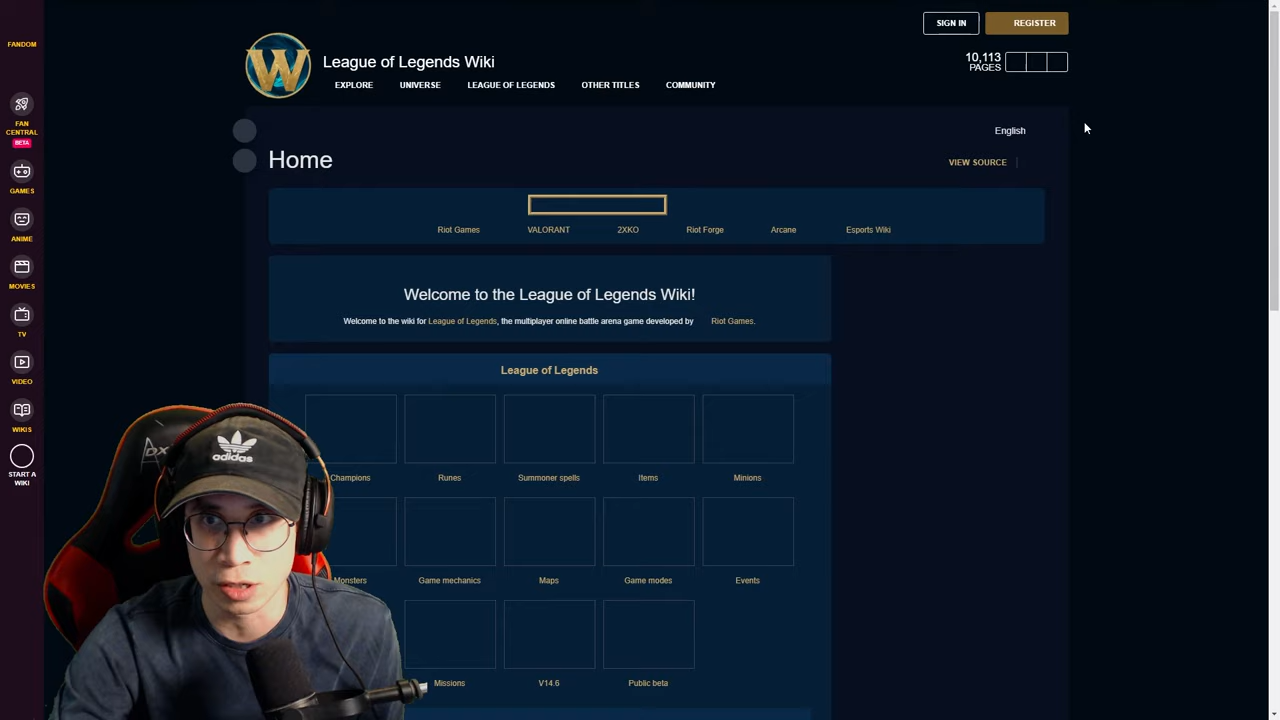 SIGN IN
REGISTER
FANDOM
W
League of Legends Wiki
10,113
PAGES
EXPLORE
UNIVERSE
LEAGUE OF LEGENDS
OTHER TITLES
COMMUNITY
FAN
CENTRAL
BETA
GAMES
ANIME
MOVIES
TV
VIDEO
WIKIS
START A
WIKI
English
Home
VIEW SOURCE
Riot Games
VALORANT
2XKO
Riot Forge
Arcane
Esports Wiki
Welcome to the League of Legends Wiki!
Welcome to the wiki for League of Legends, the multiplayer online battle arena game developed by Riot Games.
League of Legends
Champions
Runes
Summoner spells
Items
Minions
Monsters
Game mechanics
Maps
Game modes
Events
Missions
V14.6
Public beta
adidas